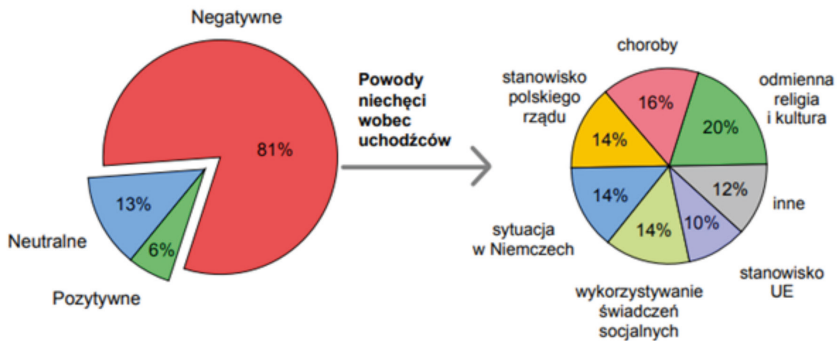 Negatywne
81%
13%
6%
Neutralne
Pozytywne
Powody
niechęci
wobec
uchodźców
choroby
16%
odmienna
religia
i kultura
20%
inne
12%
stanowisko
UE
10%
wykorzystywanie
świadczeń
socjalnych
14%
sytuacja
w Niemczech
14%
stanowisko
polskiego
rządu
14%